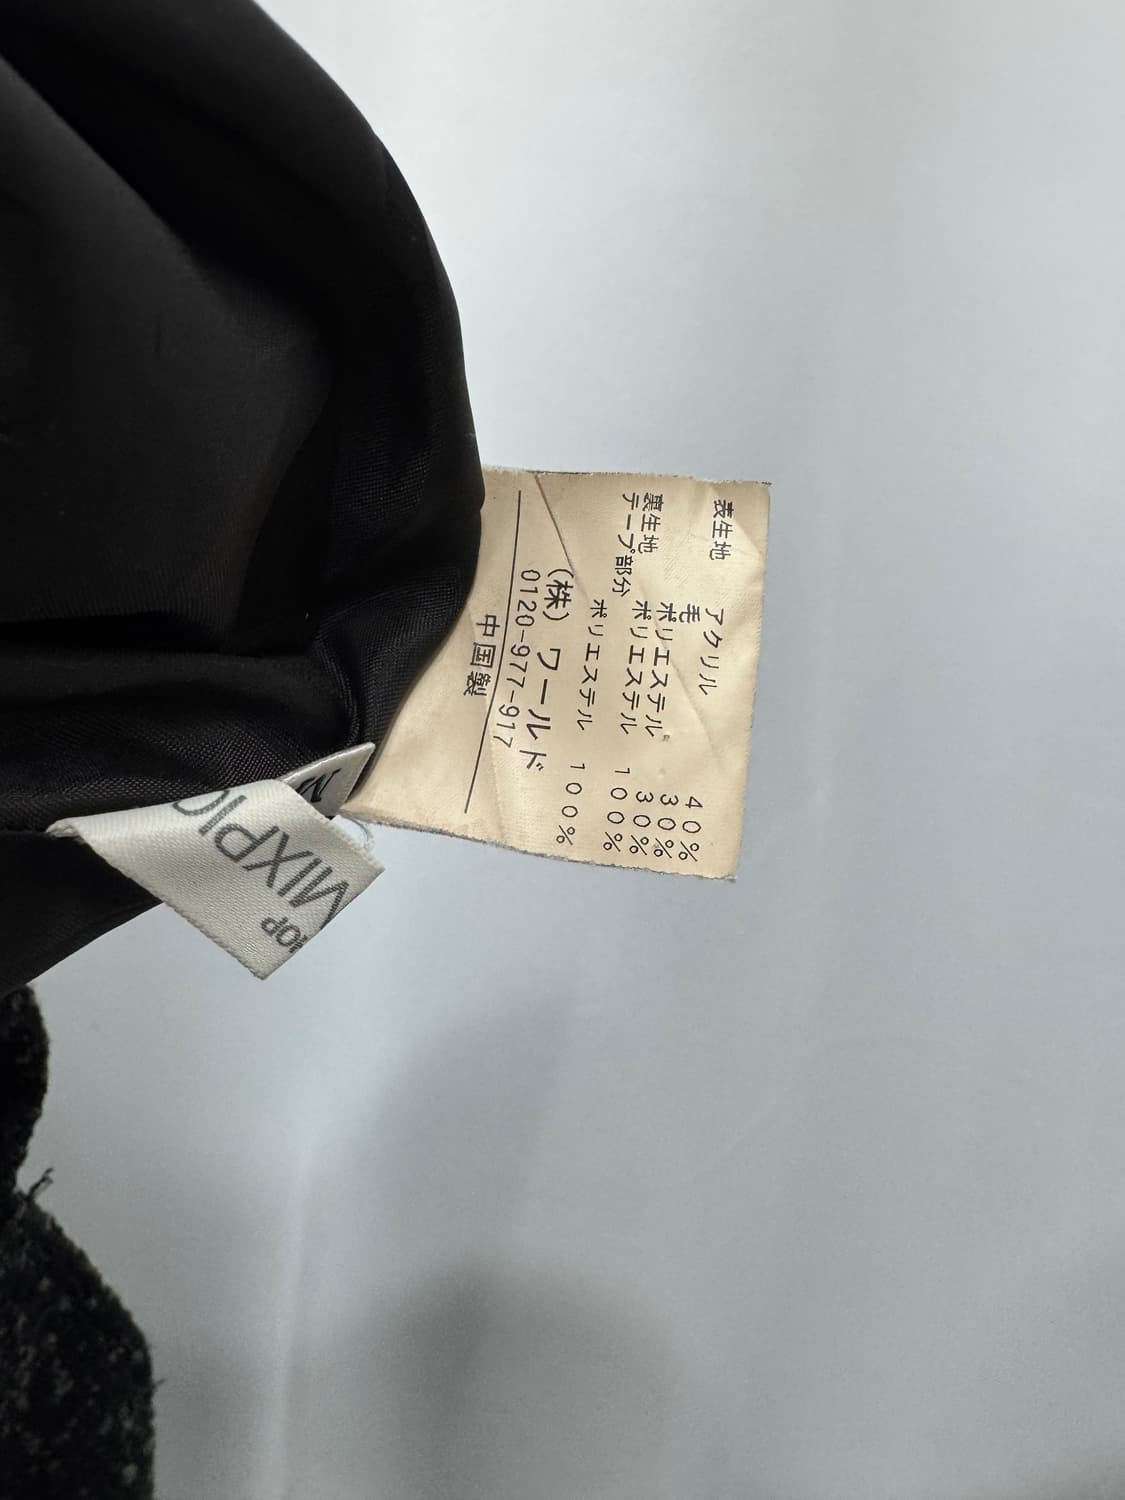 表生地
アクリル 40%
毛 30%
ポリエステル 30%
裏生地 ポリエステル 100%
テープ部分
ポリエステル 100%
(株) ワールド
0120-977-917
中国製
MIXPIC
HOP